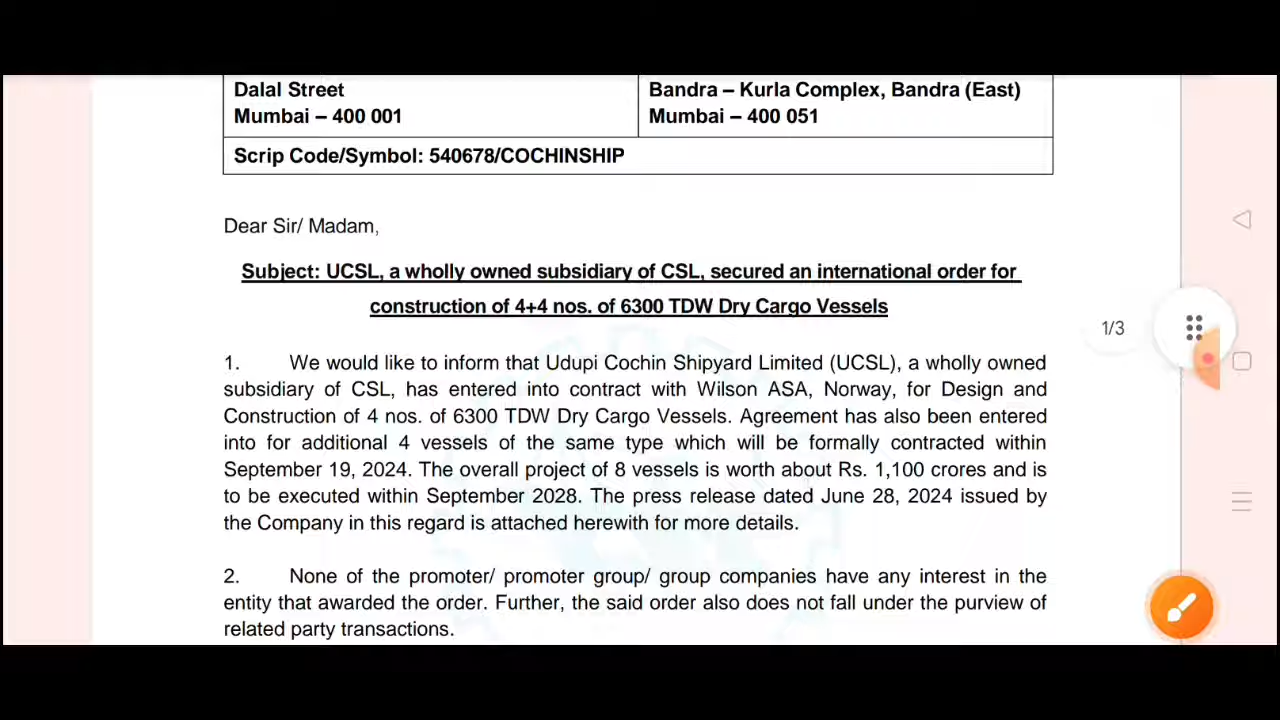 Dalal Street
Mumbai – 400 001
Bandra – Kurla Complex, Bandra (East)
Mumbai – 400 051
Scrip Code/Symbol: 540678/COCHINSHIP
Dear Sir/ Madam,
Subject: UCSL, a wholly owned subsidiary of CSL, secured an international order for
construction of 4+4 nos. of 6300 TDW Dry Cargo Vessels
1/3
1. We would like to inform that Udupi Cochin Shipyard Limited (UCSL), a wholly owned
subsidiary of CSL, has entered into contract with Wilson ASA, Norway, for Design and
Construction of 4 nos. of 6300 TDW Dry Cargo Vessels. Agreement has also been entered
into for additional 4 vessels of the same type which will be formally contracted within
September 19, 2024. The overall project of 8 vessels is worth about Rs. 1,100 crores and is
to be executed within September 2028. The press release dated June 28, 2024 issued by
the Company in this regard is attached herewith for more details.
2. None of the promoter/ promoter group/ group companies have any interest in the
entity that awarded the order. Further, the said order also does not fall under the purview of
related party transactions.